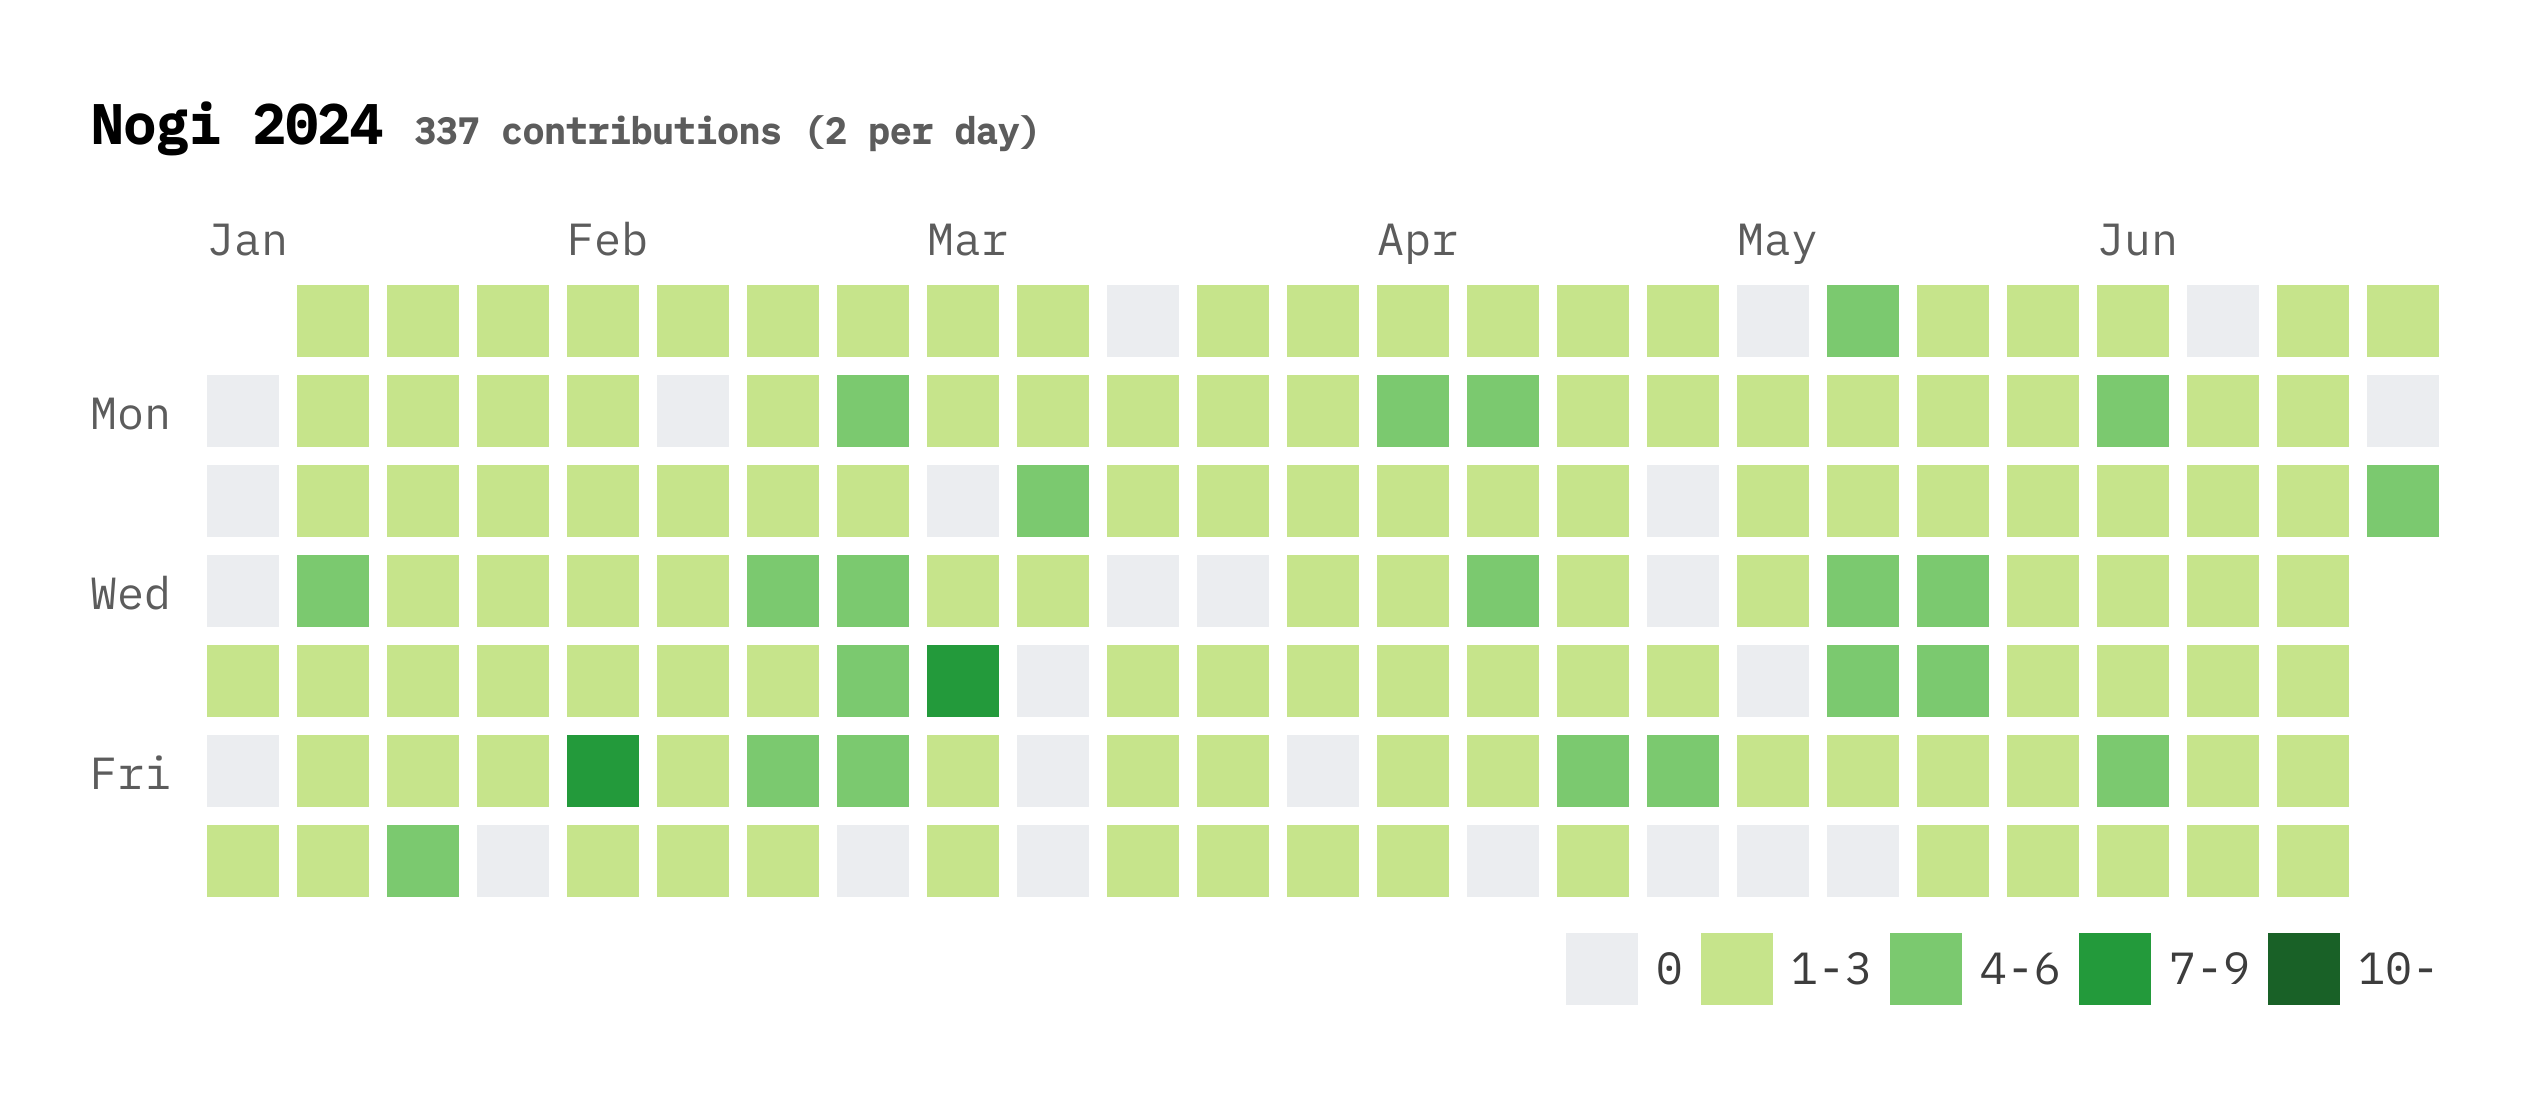 Nogi 2024 337 contributions (2 per day)
Jan Feb Mar Apr May Jun
Mon
Wed
Fri
0 1-3 4-6 7-9 10-